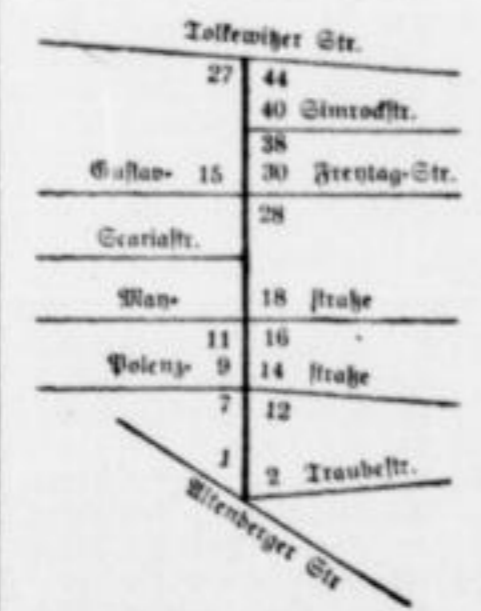 Tolkewitzer Str.
27 44
40 Simrockstr.
38
Gustav- 15 30 Freytag-Str.
28
Scariastr.
May- 18 straße
11 16
Polenz- 9 14 straße
7 12
1 2 Traubestr.
Altenberger Str